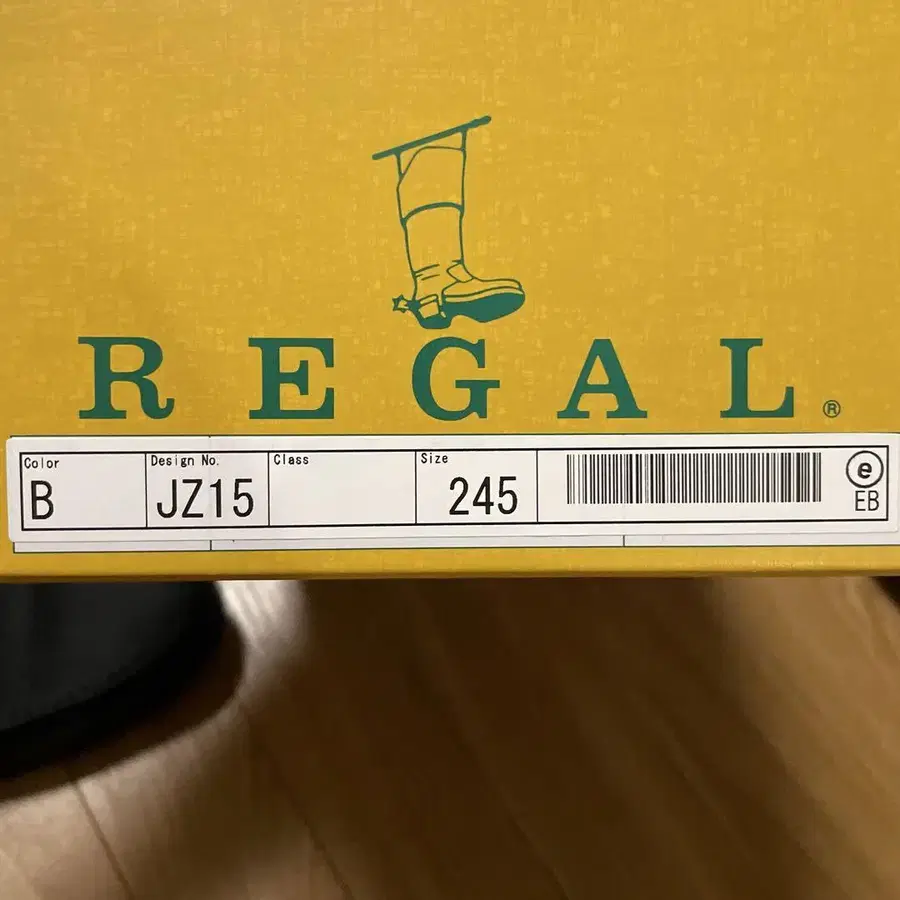 REGAL®
Color Design No. Class Size
B JZ15 245 ⓔ EB